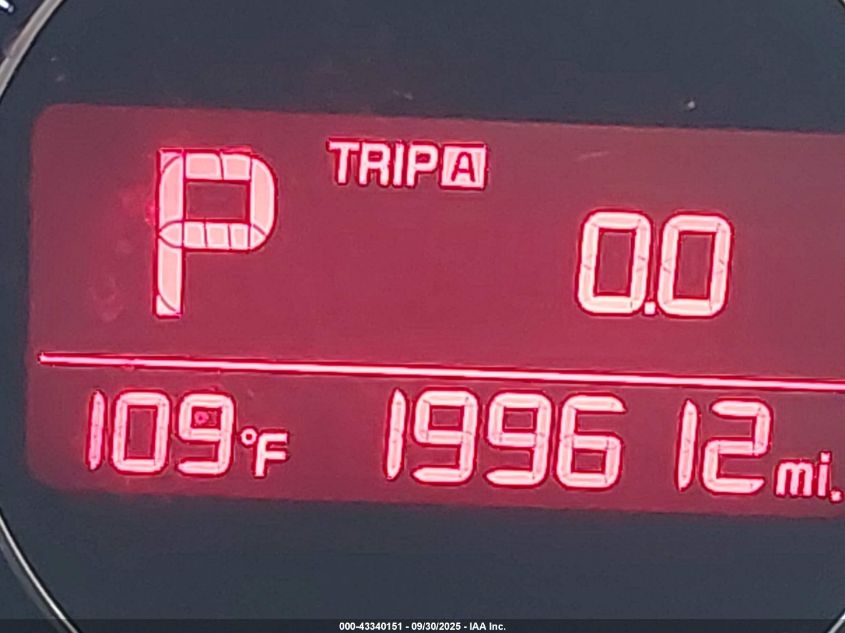 P TRIP A
0.0
109°F 199612 mi.
000-43340151 - 09/30/2025 - IAA Inc.